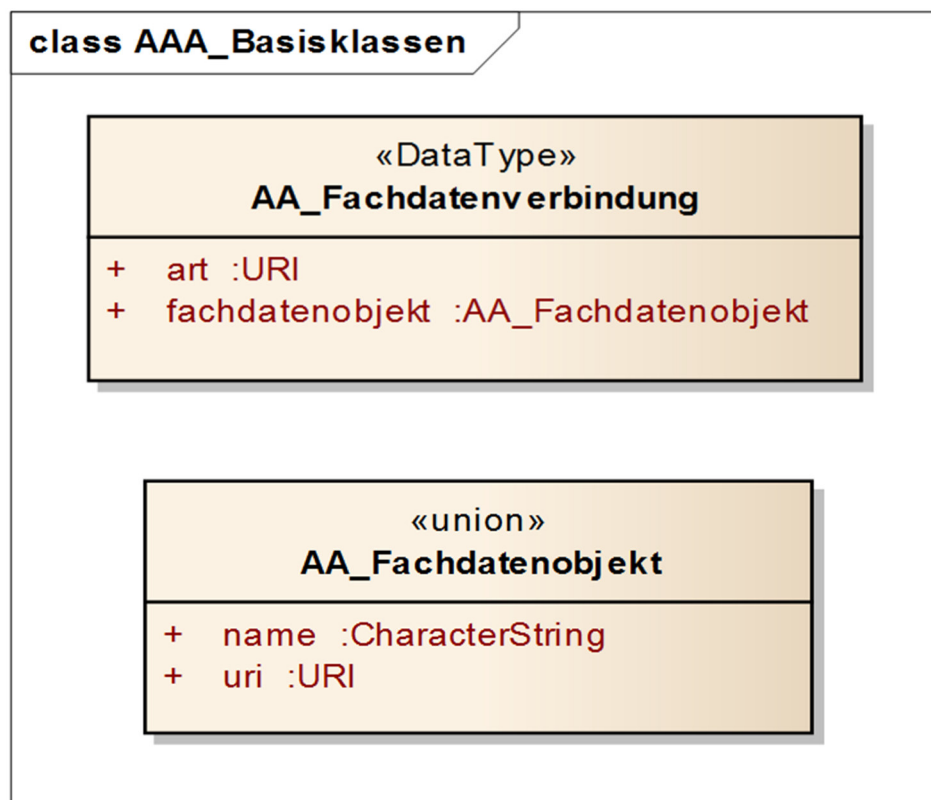 class AAA_Basisklassen
«DataType»
AA_Fachdatenverbindung
+ art :URI
+ fachdatenobjekt :AA_Fachdatenobjekt
«union»
AA_Fachdatenobjekt
+ name :CharacterString
+ uri :URI